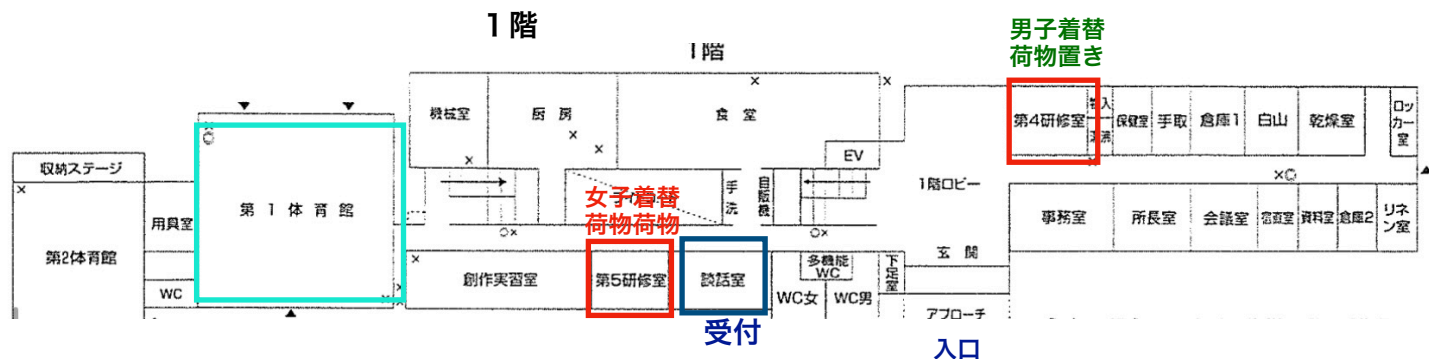 1階
1階
男子着替
荷物置き
機械室
厨房
食堂
EV
第4研修室
保健室
手取
倉庫1
白山
乾燥室
ロッカー室
収納ステージ
第1体育館
用具室
第2体育館
WC
女子着替
荷物荷物
手洗
自販機
1階ロビー
事務室
所長室
会議室
宿直室
資料室
倉庫2
リネン室
玄関
創作実習室
第5研修室
談話室
多機能
WC
下足室
WC女
WC男
アプローチ
受付
入口